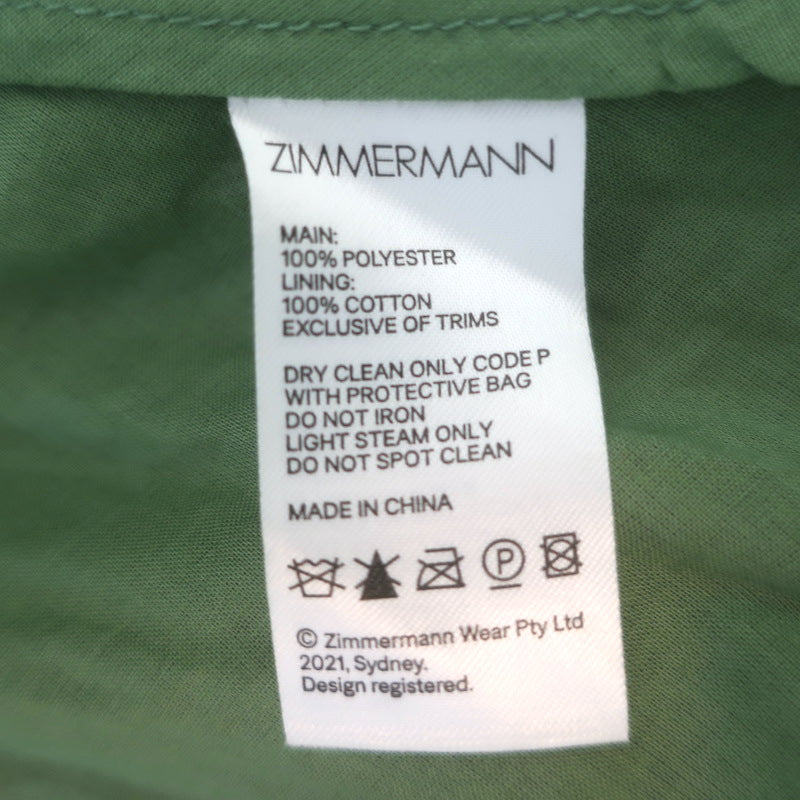 ZIMMERMANN
MAIN:
100% POLYESTER
LINING:
100% COTTON
EXCLUSIVE OF TRIMS
DRY CLEAN ONLY CODE P
WITH PROTECTIVE BAG
DO NOT IRON
LIGHT STEAM ONLY
DO NOT SPOT CLEAN
MADE IN CHINA
P
© Zimmermann Wear Pty Ltd
2021, Sydney.
Design registered.